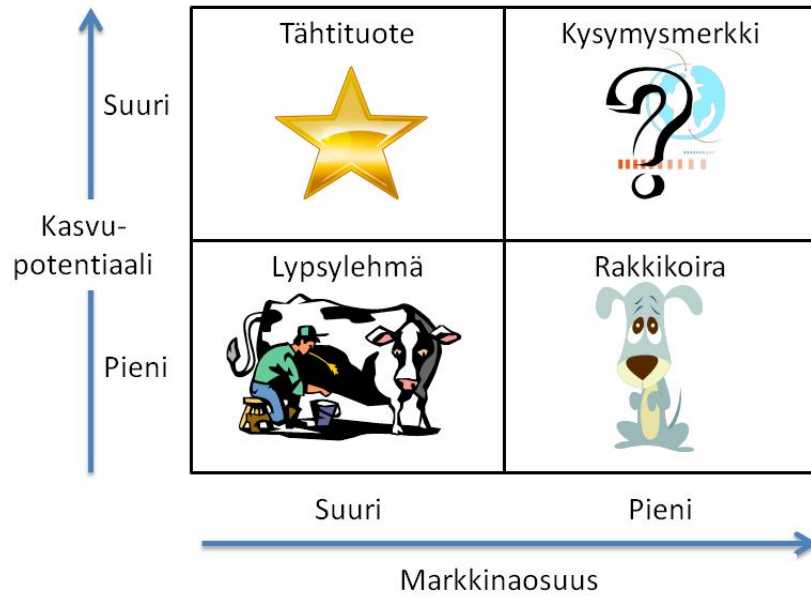 Tähtituote
Kysymysmerkki
Suuri
Kasvu-
potentiaali
Lypsylehmä
Rakkikoira
Pieni
Suuri
Pieni
Markkinaosuus